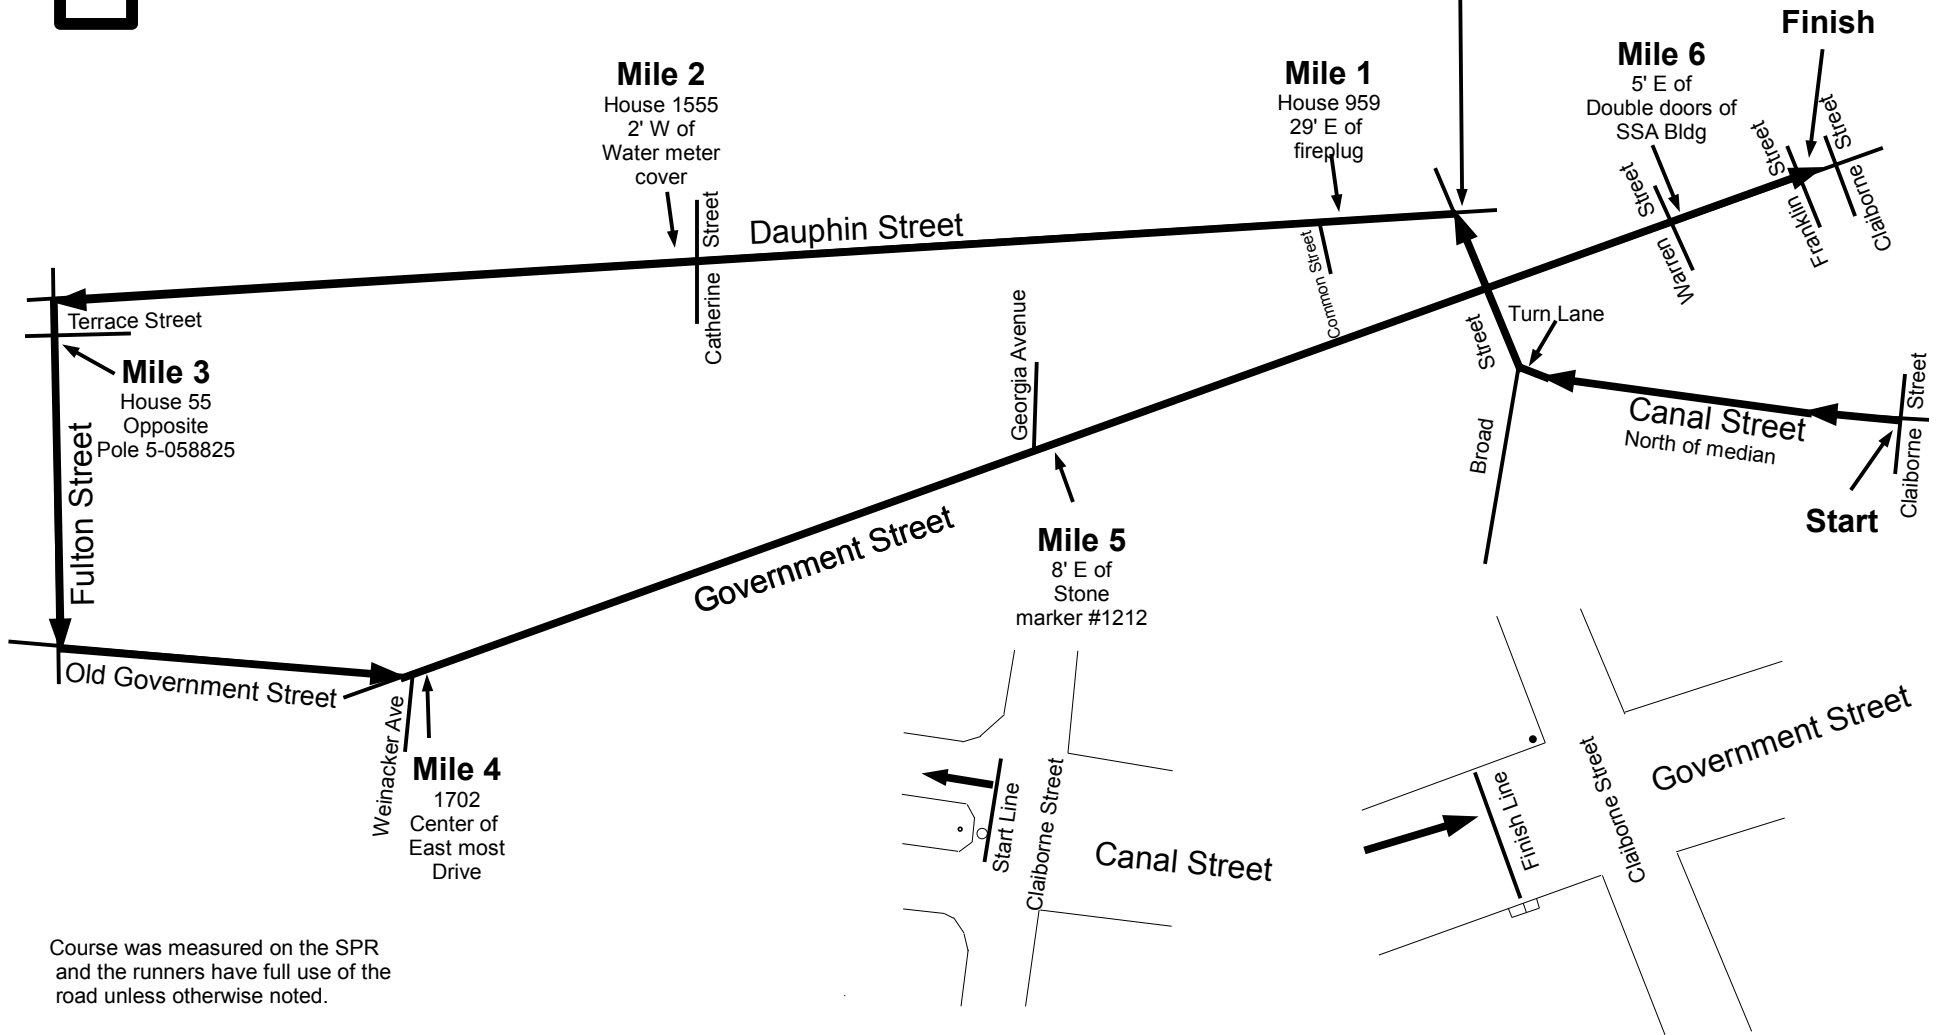 Finish
Mile 6
5' E of
Double doors of
SSA Bldg
Mile 2
House 1555
2' W of
Water meter
cover
Mile 1
House 959
29' E of
fireplug
Street
Street
Street
Claiborne
Franklin
Warren
Street
Catherine
Dauphin Street
Common Street
Terrace Street
Mile 3
House 55
Opposite
Pole 5-058825
Fulton Street
Georgia Avenue
Turn Lane
Street
Broad
Canal Street
North of median
Street
Claiborne
Start
Government Street
Mile 5
8' E of
Stone
marker #1212
Old Government Street
Weinacker Ave
Mile 4
1702
Center of
East most
Drive
Start Line
Claiborne Street
Canal Street
Finish Line
Claiborne Street
Government Street
Course was measured on the SPR
and the runners have full use of the
road unless otherwise noted.